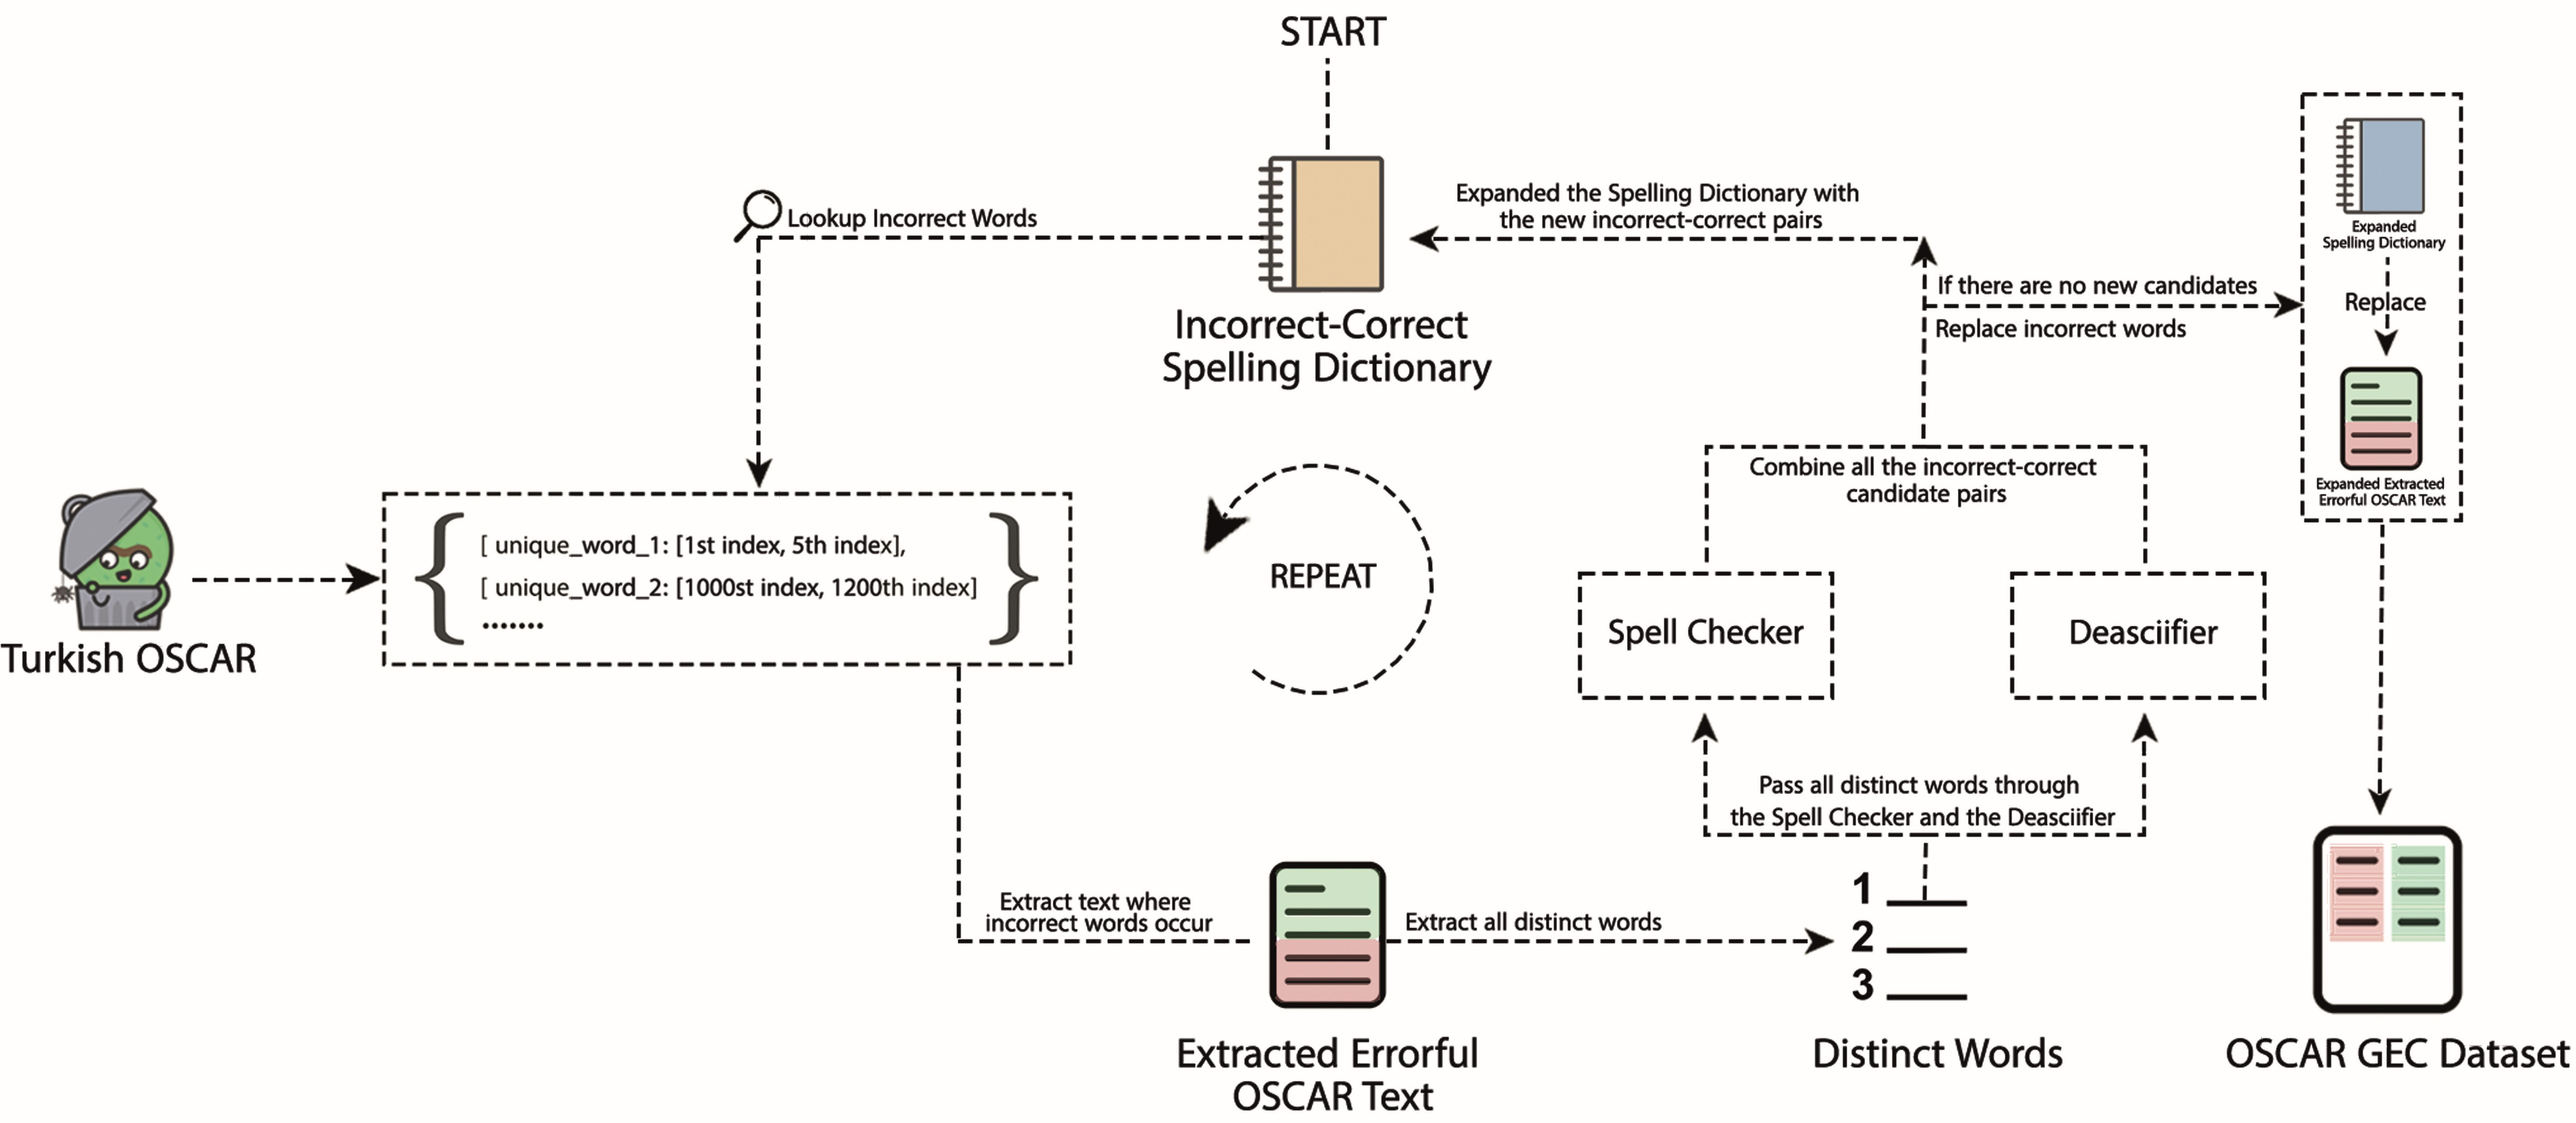 START
Lookup Incorrect Words
Incorrect-Correct
Spelling Dictionary
Expanded the Spelling Dictionary with
the new incorrect-correct pairs
If there are no new candidates
Replace incorrect words
Expanded
Spelling Dictionary
Replace
Expanded Extracted
Errorful OSCAR Text
Turkish OSCAR
{ [ unique_word_1: [1st index, 5th index],
[ unique_word_2: [1000st index, 1200th index]
....... }
REPEAT
Combine all the incorrect-correct
candidate pairs
Spell Checker
Deasciifier
Pass all distinct words through
the Spell Checker and the Deasciifier
Extract text where
incorrect words occur
Extracted Errorful
OSCAR Text
Extract all distinct words
1
2
3
Distinct Words
OSCAR GEC Dataset